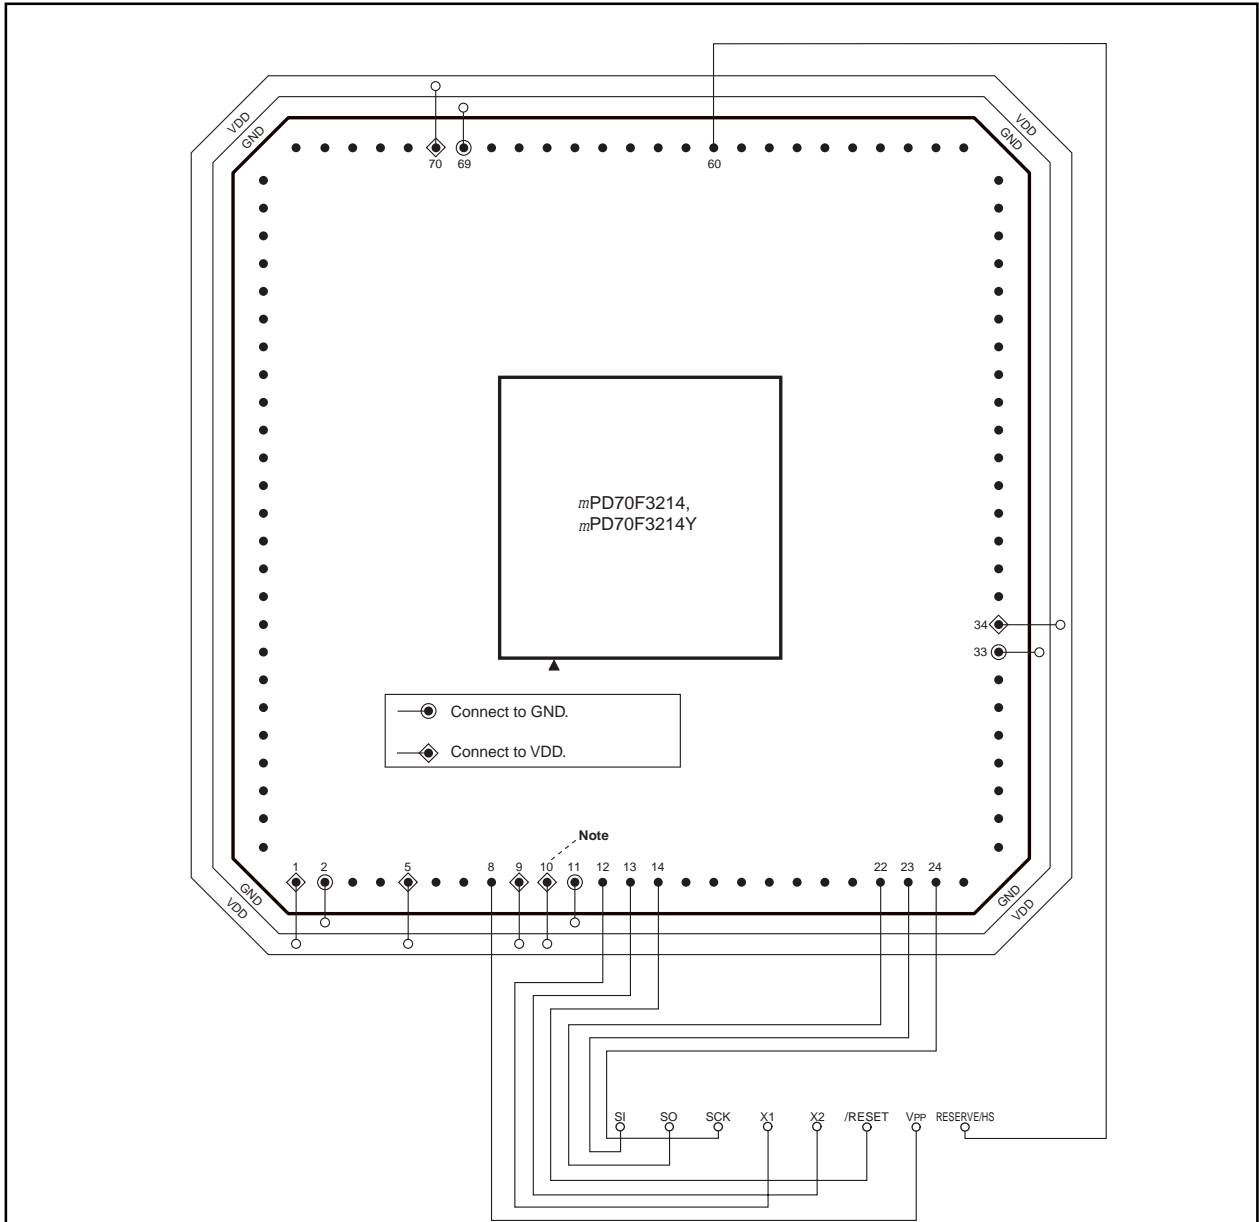 VDD
GND
VDD
GND
70 69 60
mPD70F3214,
mPD70F3214Y
34
33
Connect to GND.
Connect to VDD.
Note
1 2 5 8 9 10 11 12 13 14 22 23 24
GND
VDD
GND
VDD
SI SO SCK X1 X2 /RESET VPP RESERVE/HS